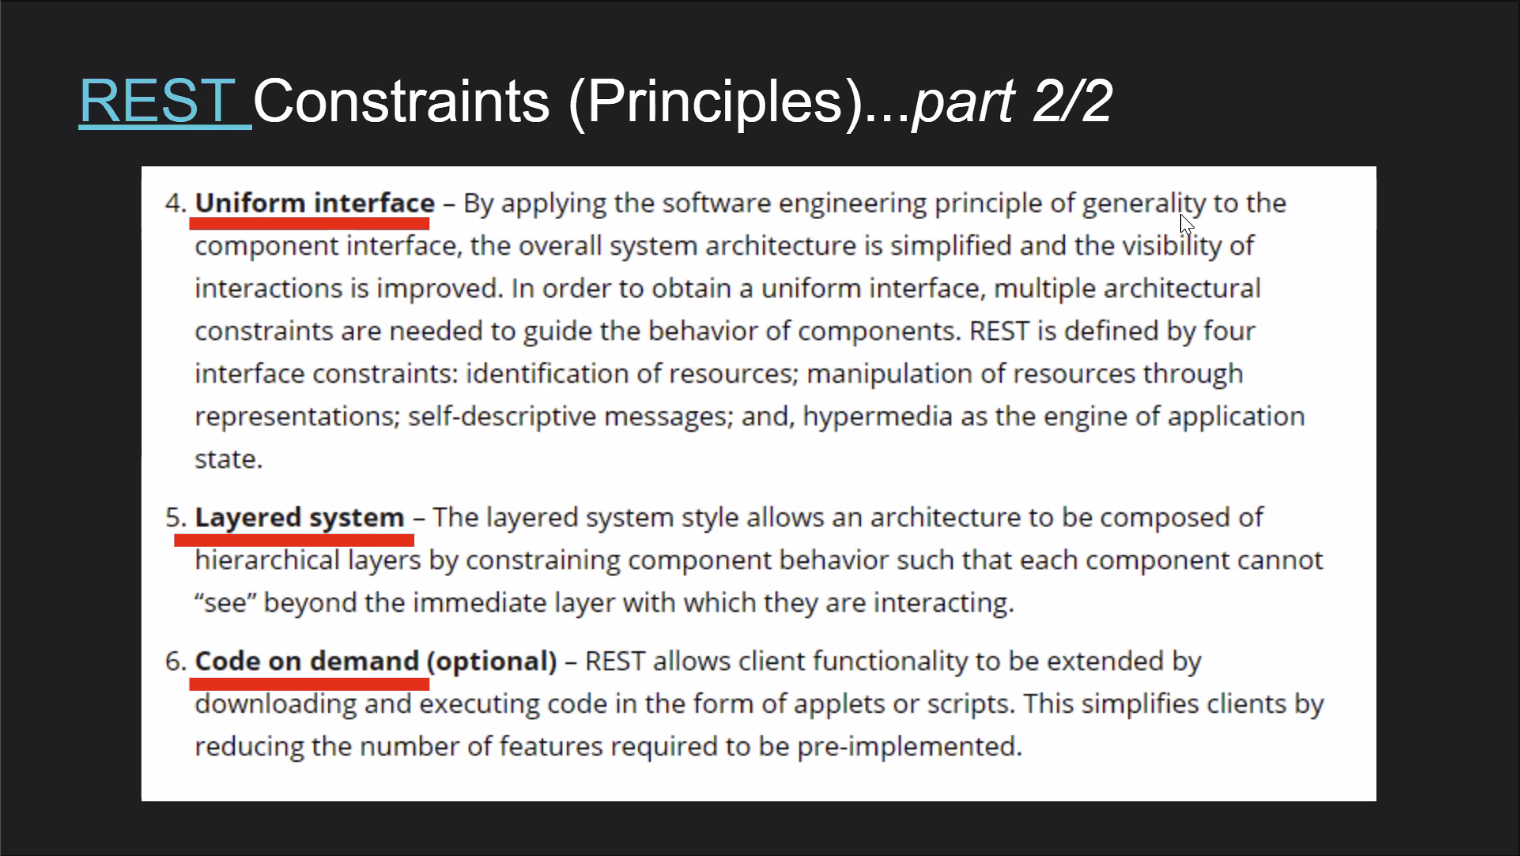 REST Constraints (Principles)...part 2/2
4. Uniform interface – By applying the software engineering principle of generality to the
component interface, the overall system architecture is simplified and the visibility of
interactions is improved. In order to obtain a uniform interface, multiple architectural
constraints are needed to guide the behavior of components. REST is defined by four
interface constraints: identification of resources; manipulation of resources through
representations; self-descriptive messages; and, hypermedia as the engine of application
state.
5. Layered system – The layered system style allows an architecture to be composed of
hierarchical layers by constraining component behavior such that each component cannot
“see” beyond the immediate layer with which they are interacting.
6. Code on demand (optional) – REST allows client functionality to be extended by
downloading and executing code in the form of applets or scripts. This simplifies clients by
reducing the number of features required to be pre-implemented.